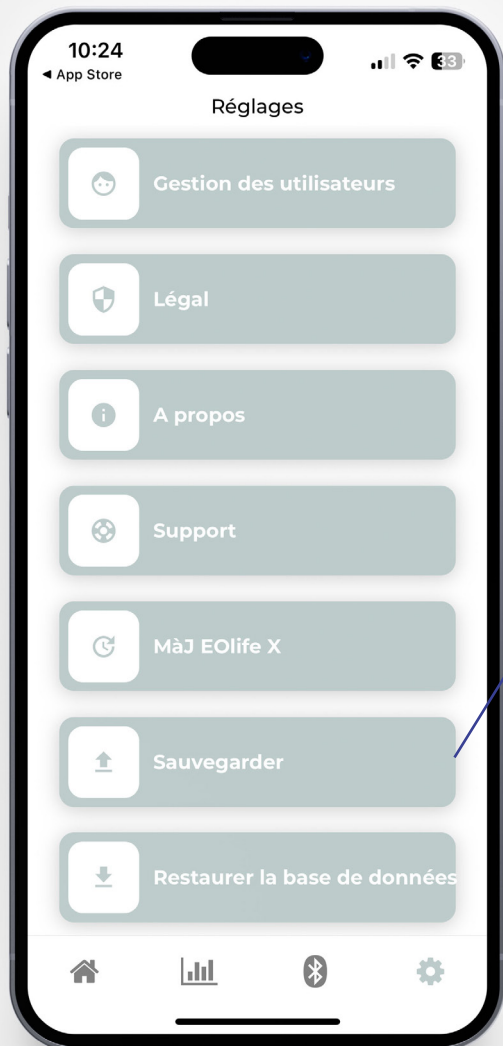 10:24
◀ App Store
33
Réglages
Gestion des utilisateurs
Légal
A propos
Support
MàJ EOlife X
Sauvegarder
Restaurer la base de données